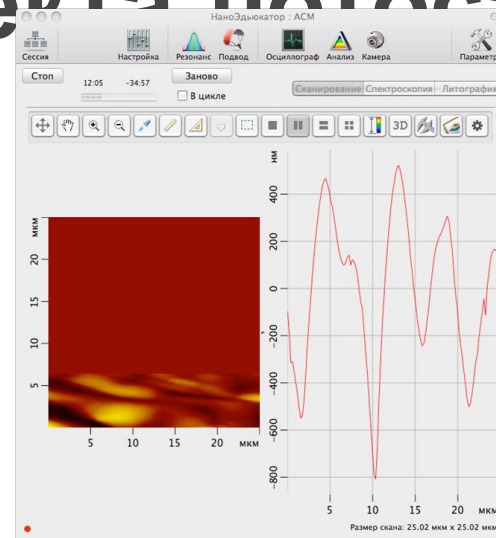 НаноЭдьюкатор : АСМ
Сессия Настройка Резонанс Подвод Осциллограф Анализ Камера Параметр
Стоп 12:05 -34:57 Заново
В цикле
Сканирование Спектроскопия Литография
3D
нм
400
200
0
-200
-400
-600
-800
5 10 15 20 мкм
мкм
20
15
10
5
5 10 15 20 мкм
Размер скана: 25.02 мкм x 25.02 мкм